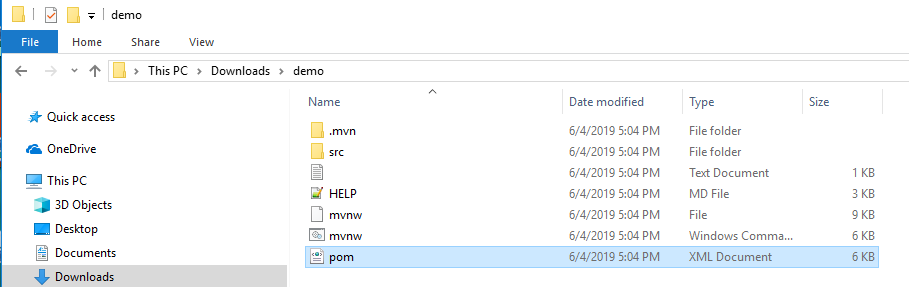 demo
File Home Share View
This PC Downloads demo
Name Date modified Type Size
Quick access
OneDrive
This PC
3D Objects
Desktop
Documents
Downloads
.mvn 6/4/2019 5:04 PM File folder
src 6/4/2019 5:04 PM File folder
6/4/2019 5:04 PM Text Document 1 KB
HELP 6/4/2019 5:04 PM MD File 3 KB
mvnw 6/4/2019 5:04 PM File 9 KB
mvnw 6/4/2019 5:04 PM Windows Comma... 6 KB
pom 6/4/2019 5:04 PM XML Document 6 KB